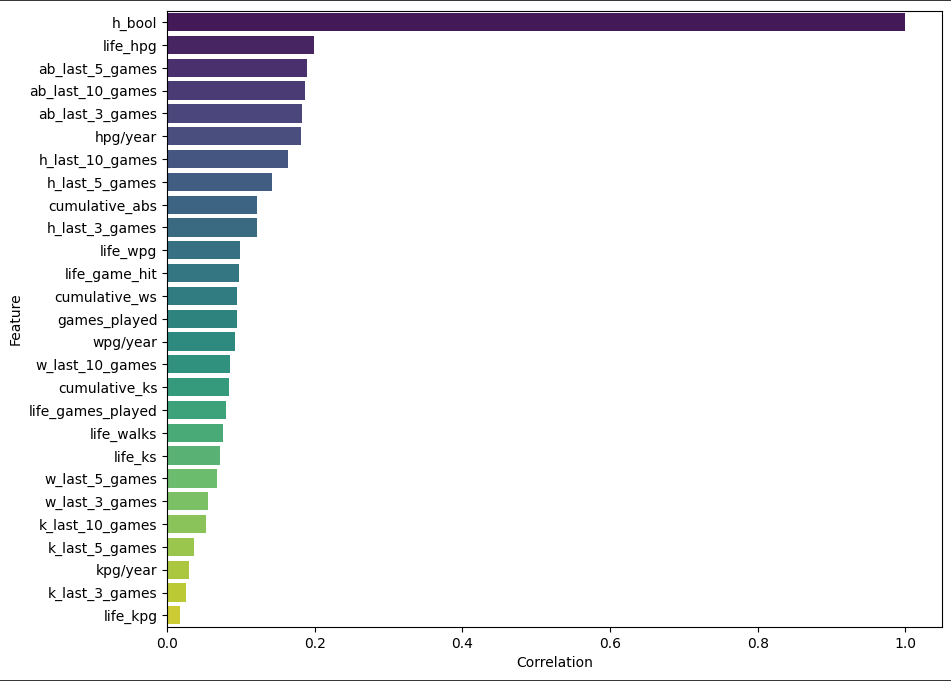 h_bool
life_hpg
ab_last_5_games
ab_last_10_games
ab_last_3_games
hpg/year
h_last_10_games
h_last_5_games
cumulative_abs
h_last_3_games
life_wpg
life_game_hit
cumulative_ws
games_played
wpg/year
w_last_10_games
cumulative_ks
life_games_played
life_walks
life_ks
w_last_5_games
w_last_3_games
k_last_10_games
k_last_5_games
kpg/year
k_last_3_games
life_kpg
Feature
0.0 0.2 0.4 0.6 0.8 1.0
Correlation